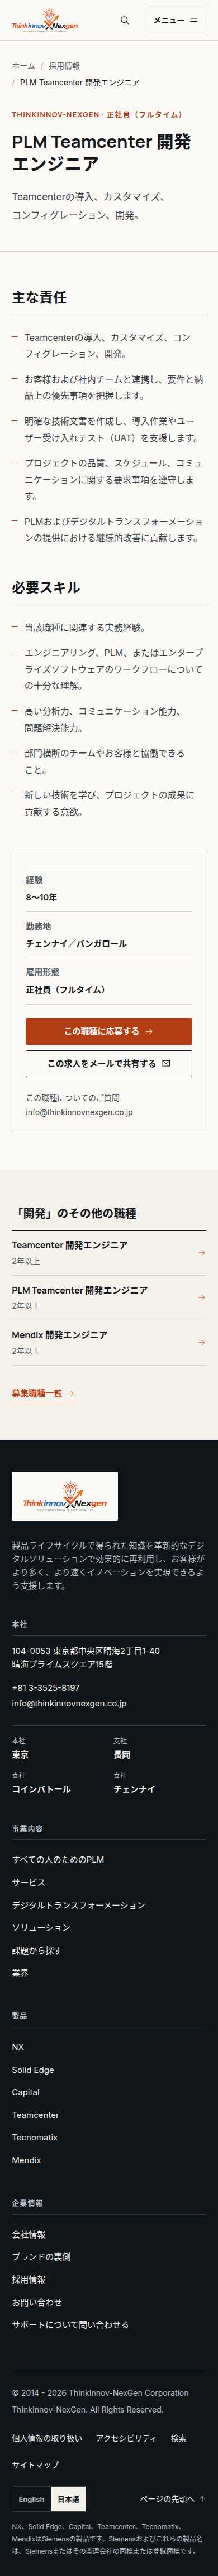 ThinkinnovXNexgen
メニュー
ホーム / 採用情報
/ PLM Teamcenter 開発エンジニア
THINKINNOV-NEXGEN · 正社員（フルタイム）
PLM Teamcenter 開発
エンジニア
Teamcenterの導入、カスタマイズ、
コンフィグレーション、開発。
主な責任
Teamcenterの導入、カスタマイズ、コン
フィグレーション、開発。
お客様および社内チームと連携し、要件と納
品上の優先事項を把握します。
明確な技術文書を作成し、導入作業やユー
ザー受け入れテスト（UAT）を支援します。
プロジェクトの品質、スケジュール、コミュ
ニケーションに関する要求事項を遵守しま
す。
PLMおよびデジタルトランスフォーメーショ
ンの提供における継続的改善に貢献します。
必要スキル
当該職種に関連する実務経験。
エンジニアリング、PLM、またはエンタープ
ライズソフトウェアのワークフローについて
の十分な理解。
高い分析力、コミュニケーション能力、
問題解決能力。
部門横断のチームやお客様と協働できる
こと。
新しい技術を学び、プロジェクトの成果に
貢献する意欲。
経験
8〜10年
勤務地
チェンナイ／バンガロール
雇用形態
正社員（フルタイム）
この職種に応募する →
この求人をメールで共有する
この職種についてのご質問
info@thinkinnovnexgen.co.jp
「開発」のその他の職種
Teamcenter 開発エンジニア
2年以上
→
PLM Teamcenter 開発エンジニア
2年以上
→
Mendix 開発エンジニア
2年以上
→
募集職種一覧 →
ThinkinnovXNexgen
製品ライフサイクルで得られた知識を革新的なデジ
タルソリューションで効果的に再利用し、お客様が
より多く、より速くイノベーションを実現できるよ
う支援します。
本社
104-0053 東京都中央区晴海2丁目1-40
晴海プライムスクエア15階
+81 3-3525-8197
info@thinkinnovnexgen.co.jp
本社
東京
支社
長岡
支社
コインバトール
支社
チェンナイ
事業内容
すべての人のためのPLM
サービス
デジタルトランスフォーメーション
ソリューション
課題から探す
業界
製品
NX
Solid Edge
Capital
Teamcenter
Tecnomatix
Mendix
企業情報
会社情報
ブランドの裏側
採用情報
お問い合わせ
サポートについて問い合わせる
© 2014 - 2026 ThinkInnov-NexGen Corporation
ThinkInnov-NexGen. All Rights Reserved.
個人情報の取り扱い アクセシビリティ 検索
サイトマップ
English 日本語 ページの先頭へ ↑
NX、Solid Edge、Capital、Teamcenter、Tecnomatix、
MendixはSiemensの製品です。Siemensおよびこれらの製品名
は、Siemensまたはその関連会社の商標または登録商標です。